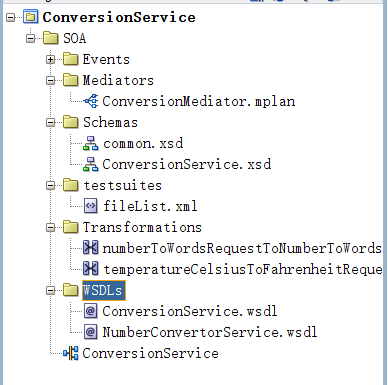 ConversionService
SOA
Events
Mediators
ConversionMediator.mplan
Schemas
common.xsd
ConversionService.xsd
testsuites
fileList.xml
Transformations
numberToWordsRequestToNumberToWords
temperatureCelsiusToFahrenheitReque
WSDLs
ConversionService.wsdl
NumberConvertorService.wsdl
ConversionService